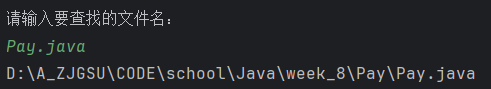 请输入要查找的文件名：
Pay.java
D:\A_ZJGSU\CODE\school\Java\week_8\Pay\Pay.java